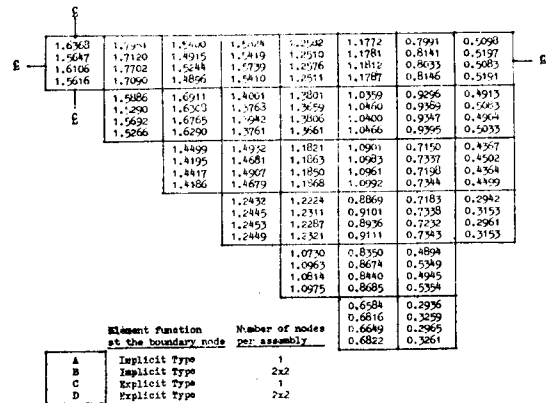 £
1.6368 1.5400 1.1772 0.7991 0.5098
1.5647 1.7120 1.4915 1.5419 1.2510 1.1781 0.8141 0.5197
£ 1.6106 1.7702 1.5244 1.5739 1.2576 1.1812 0.8033 0.5083 £
1.5616 1.7090 1.4896 1.5410 1.2511 1.1787 0.8146 0.5191
£ 1.5886 1.6911 1.4061 1.3801 1.0359 0.9296 0.4913
1.5290 1.3763 1.3659 1.0460 0.9389
1.5692 1.6765 1.3942 1.3806 1.0400 0.9347 0.4964
1.5266 1.6290 1.3761 1.3661 1.0466 0.9395 0.5033
1.4499 1.4932 1.1821 1.0901 0.7150 0.4367
1.4195 1.4681 1.1863 1.0983 0.7337 0.4502
1.4417 1.4907 1.1850 1.0961 0.7198 0.4364
1.4186 1.4679 1.1868 1.0992 0.7344 0.4499
1.2432 1.2224 0.8869 0.7183 0.2942
1.2445 1.2311 0.9101 0.7338 0.3153
1.2453 1.2287 0.8936 0.7232 0.2961
1.2449 1.2321 0.9111 0.7343 0.3153
1.0730 0.8350 0.4894
1.0963 0.8674 0.5349
1.0814 0.8440 0.4945
1.0975 0.8685 0.5354
0.6584 0.2936
0.6816 0.3259
0.6649 0.2965
0.6822 0.3261
Element function at the boundary node
Number of nodes per assembly
A Implicit Type 1
B Implicit Type 2x2
C Explicit Type 1
D Explicit Type 2x2